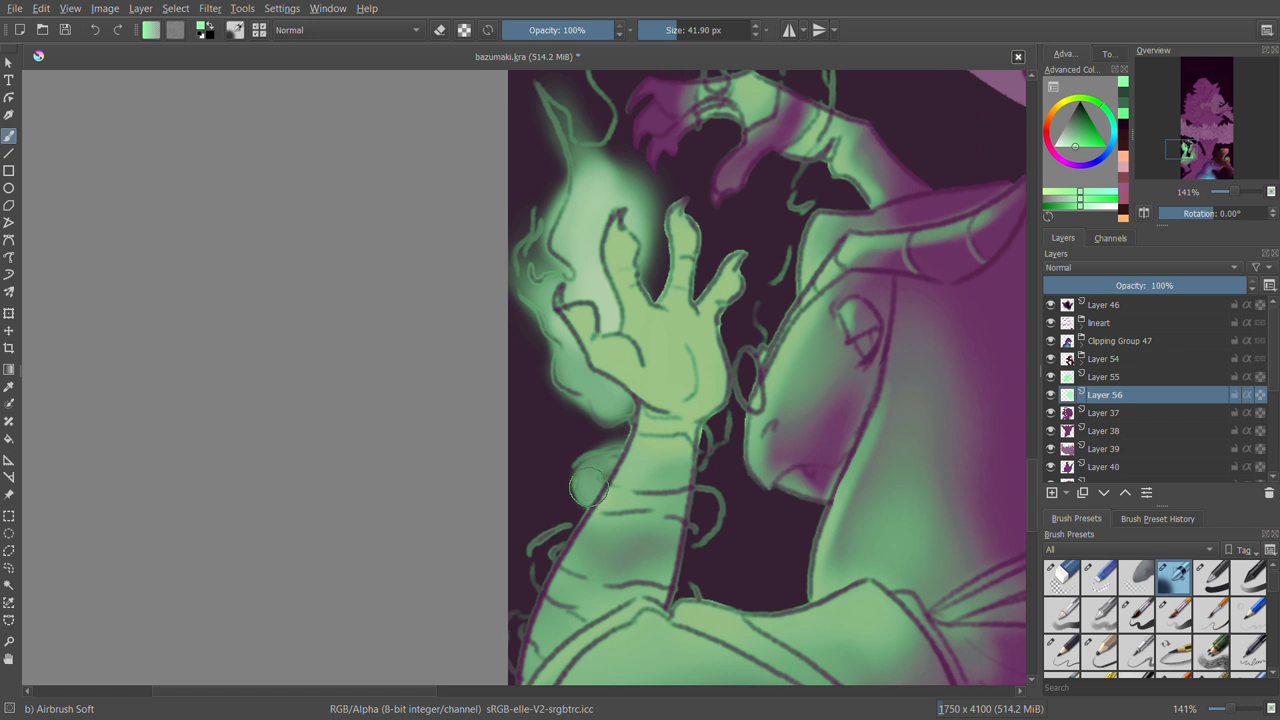 File Edit View Image Layer Select Filter Tools Settings Window Help
Normal
Opacity: 100%
Size: 41.90 px
bazumaki.kra (514.2 MiB) *
Adva...
To...
Overview
Advanced Col...
141%
Rotation: 0.00°
Layers
Channels
Layers
Normal
Opacity: 100%
Layer 46
lineart
Clipping Group 47
Layer 54
Layer 55
Layer 56
Layer 37
Layer 38
Layer 39
Layer 40
Brush Presets
Brush Preset History
Brush Presets
All
Tag
Search
b) Airbrush Soft
RGB/Alpha (8-bit integer/channel) sRGB-elle-V2-srgbtrc.icc
1750 x 4100 (514.2 MiB)
141%